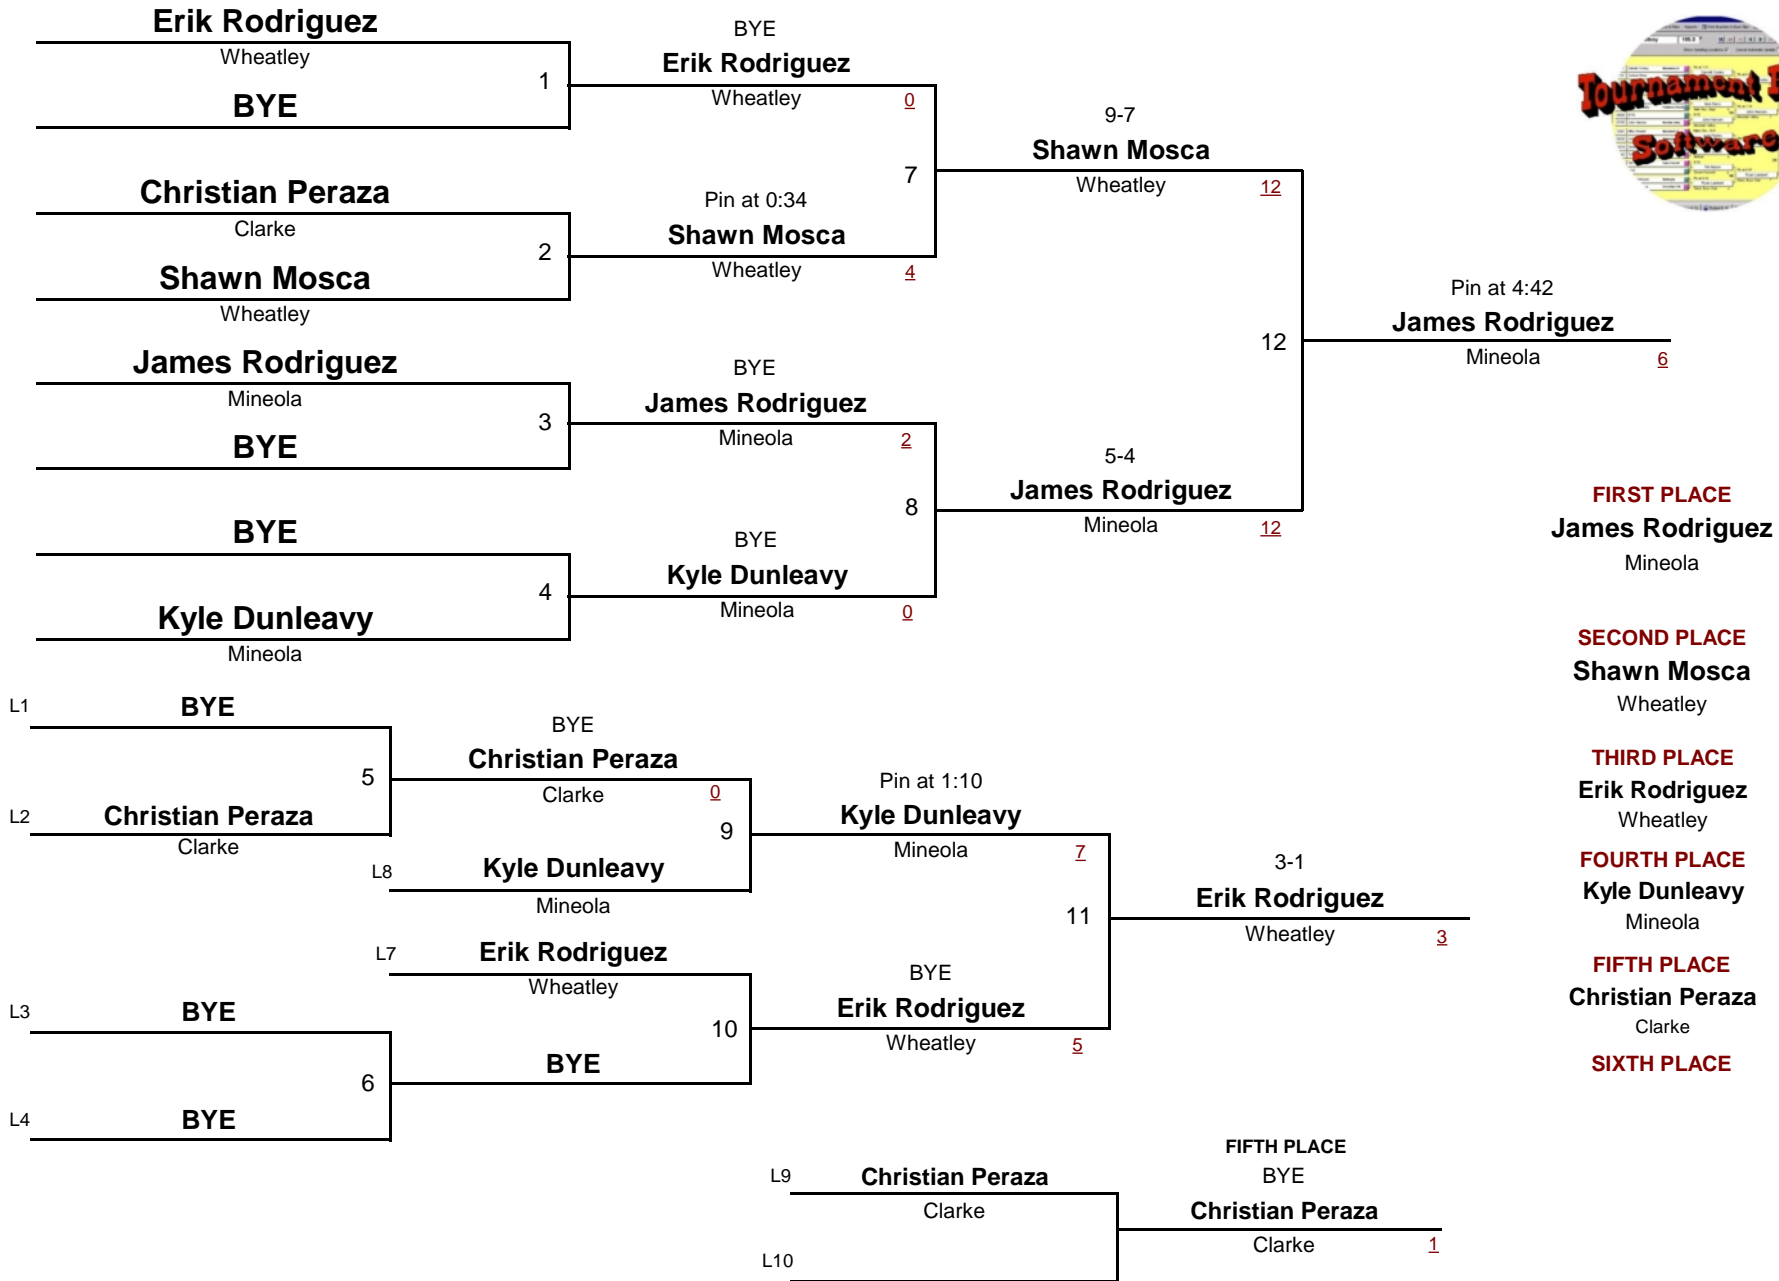 Erik Rodriguez
Wheatley
1
BYE
Christian Peraza
Clarke
2
Shawn Mosca
Wheatley
James Rodriguez
Mineola
3
BYE
BYE
4
Kyle Dunleavy
Mineola
BYE
Erik Rodriguez
Wheatley 0
7
Pin at 0:34
Shawn Mosca
Wheatley 4
BYE
James Rodriguez
Mineola 2
8
BYE
Kyle Dunleavy
Mineola 0
9-7
Shawn Mosca
Wheatley 12
12
5-4
James Rodriguez
Mineola 12
Pin at 4:42
James Rodriguez
Mineola 6
Tournament
Software
FIRST PLACE
James Rodriguez
Mineola
SECOND PLACE
Shawn Mosca
Wheatley
THIRD PLACE
Erik Rodriguez
Wheatley
FOURTH PLACE
Kyle Dunleavy
Mineola
FIFTH PLACE
Christian Peraza
Clarke
SIXTH PLACE
L1 BYE
5
L2 Christian Peraza
Clarke
L3 BYE
6
L4 BYE
BYE
Christian Peraza
Clarke 0
9
L8 Kyle Dunleavy
Mineola
L7 Erik Rodriguez
Wheatley
10
BYE
Pin at 1:10
Kyle Dunleavy
Mineola 7
11
BYE
Erik Rodriguez
Wheatley 5
3-1
Erik Rodriguez
Wheatley 3
L9 Christian Peraza
Clarke
L10
FIFTH PLACE
BYE
Christian Peraza
Clarke 1